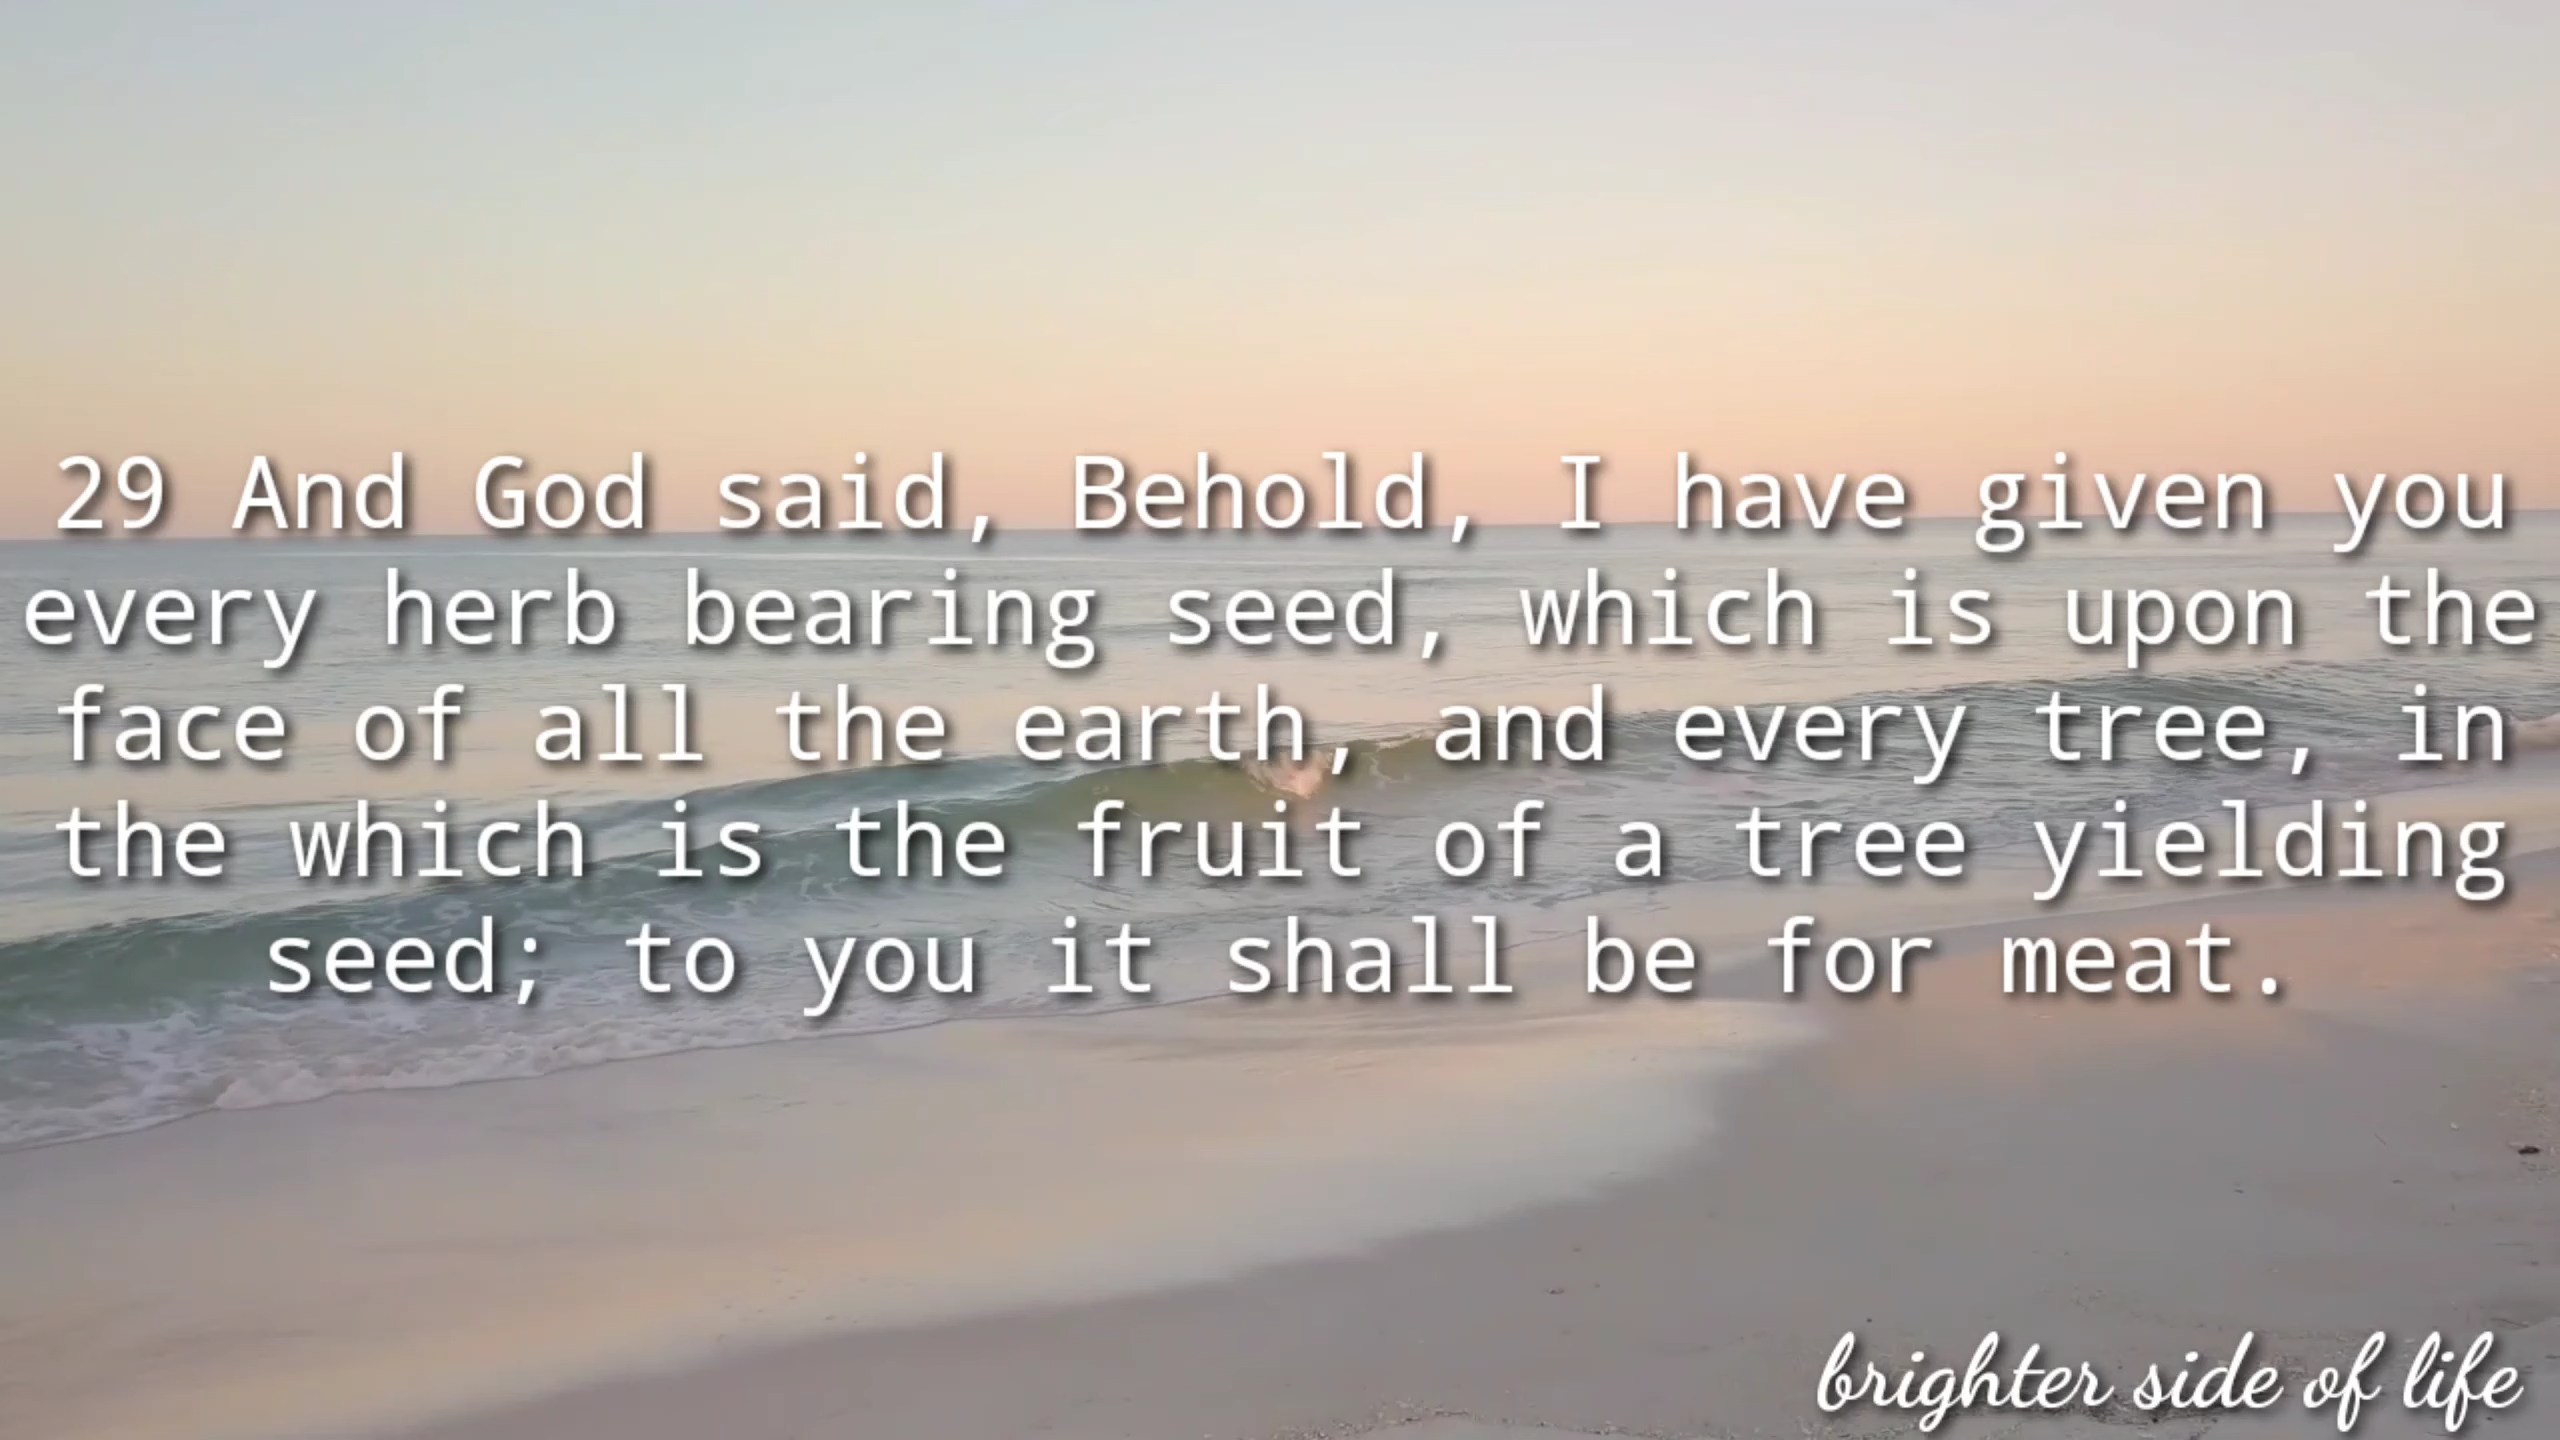 29 And God said, Behold, I have given you
every herb bearing seed, which is upon the
face of all the earth, and every tree, in
the which is the fruit of a tree yielding
seed; to you it shall be for meat.
brighter side of life